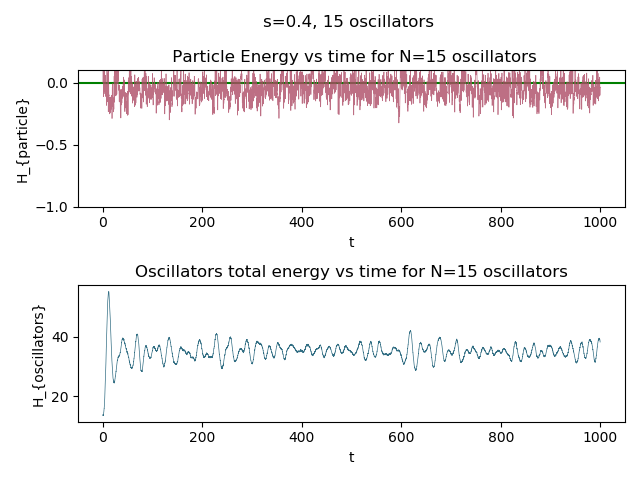 s=0.4, 15 oscillators
Particle Energy vs time for N=15 oscillators
H_{particle}
0.0
−0.5
−1.0
0 200 400 600 800 1000
t
Oscillators total energy vs time for N=15 oscillators
H_{oscillators}
40
20
0 200 400 600 800 1000
t